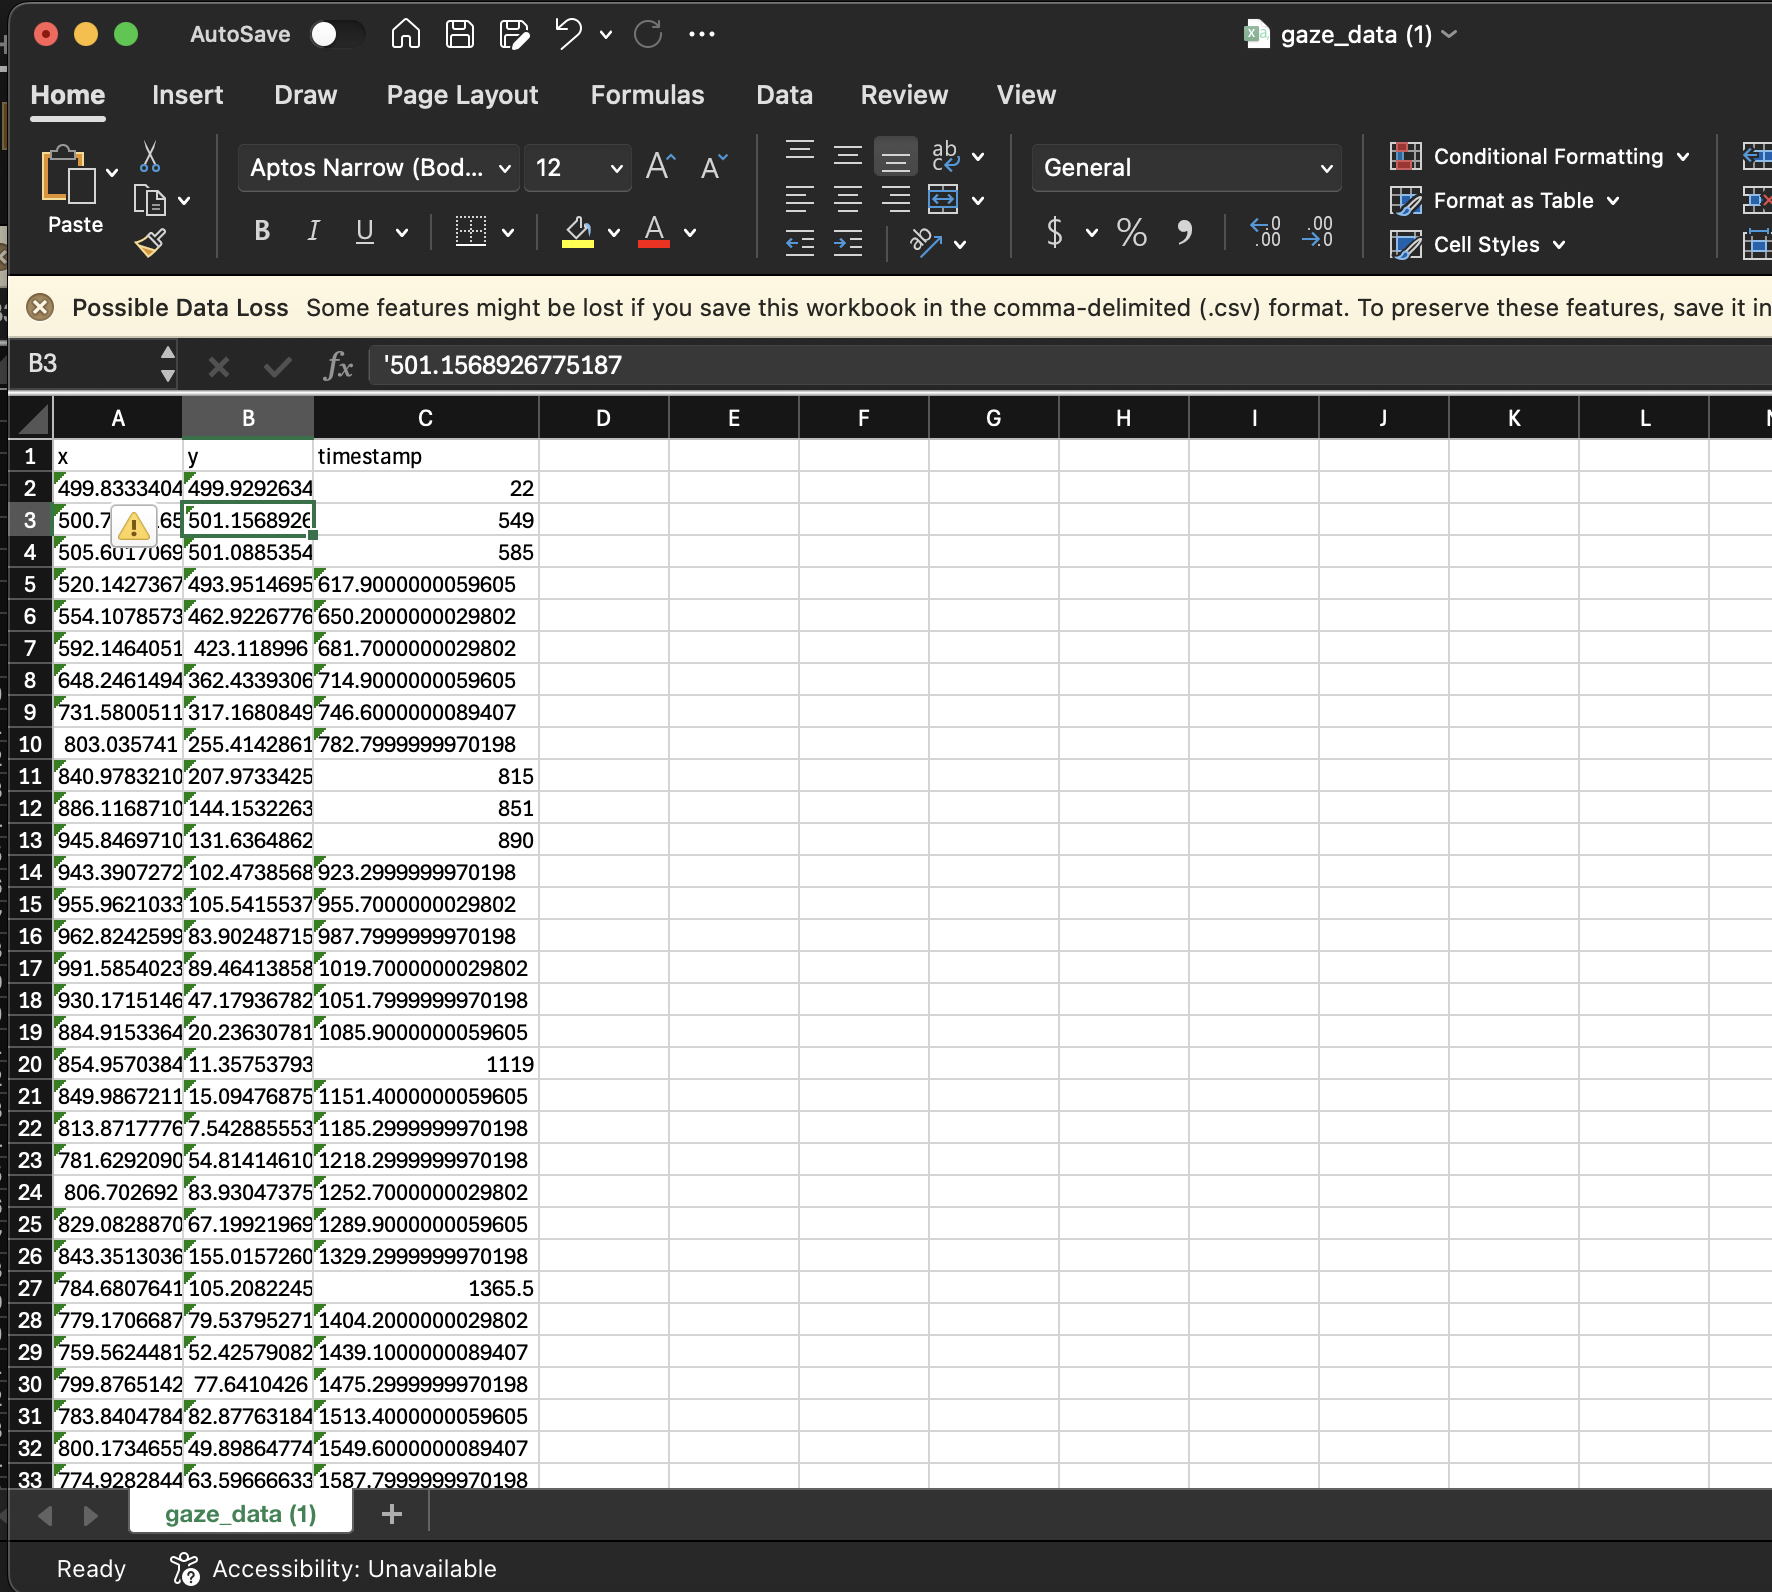 AutoSave gaze_data (1)
Home Insert Draw Page Layout Formulas Data Review View
Paste
Aptos Narrow (Bod... 12
General
Conditional Formatting
Format as Table
Cell Styles
Possible Data Loss Some features might be lost if you save this workbook in the comma-delimited (.csv) format. To preserve these features, save it in
B3 fx '501.1568926775187
A B C D E F G H I J K L
1 x y timestamp
2 499.8333404 499.9292634 22
3 500.7 65 501.1568926 549
4 505.6017069 501.0885354 585
5 520.1427367 493.9514695 617.9000000059605
6 554.1078573 462.9226776 650.2000000029802
7 592.1464051 423.118996 681.7000000029802
8 648.2461494 362.4339306 714.9000000059605
9 731.5800511 317.1680849 746.6000000089407
10 803.035741 255.4142861 782.7999999970198
11 840.9783210 207.9733425 815
12 886.1168710 144.1532263 851
13 945.8469710 131.6364862 890
14 943.3907272 102.4738568 923.2999999970198
15 955.9621033 105.5415537 955.7000000029802
16 962.8242599 83.90248715 987.7999999970198
17 991.5854023 89.46413858 1019.7000000029802
18 930.1715146 47.17936782 1051.7999999970198
19 884.9153364 20.23630781 1085.9000000059605
20 854.9570384 11.35753793 1119
21 849.9867211 15.09476875 1151.4000000059605
22 813.8717776 7.542885553 1185.2999999970198
23 781.6292090 54.81414610 1218.2999999970198
24 806.702692 83.93047375 1252.7000000029802
25 829.0828870 67.19921969 1289.9000000059605
26 843.3513036 155.0157260 1329.2999999970198
27 784.6807641 105.2082245 1365.5
28 779.1706687 79.53795271 1404.2000000029802
29 759.5624481 52.42579082 1439.1000000089407
30 799.8765142 77.6410426 1475.2999999970198
31 783.8404784 82.87763184 1513.4000000059605
32 800.1734655 49.89864774 1549.6000000089407
33 774.9282844 63.59666633 1587.7999999970198
gaze_data (1)
Ready Accessibility: Unavailable